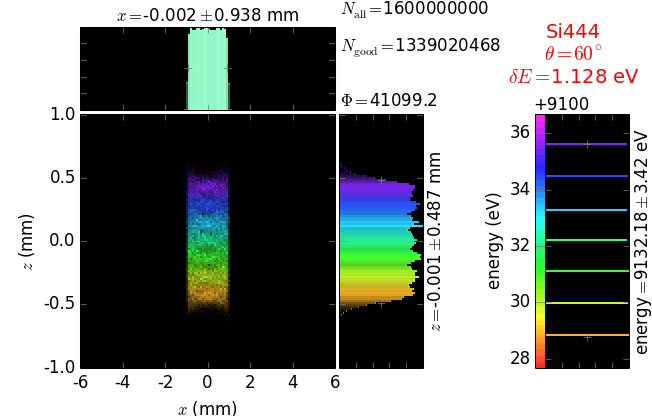 x=-0.002±0.938 mm
N_all=1600000000
N_good=1339020468
Φ=41099.2
Si444
θ=60°
δE=1.128 eV
+9100
1.0
0.5
0.0
-0.5
-1.0
z (mm)
-6 -4 -2 0 2 4 6
x (mm)
z=-0.001±0.487 mm
36
34
32
30
28
energy (eV)
energy=9132.18±3.42 eV